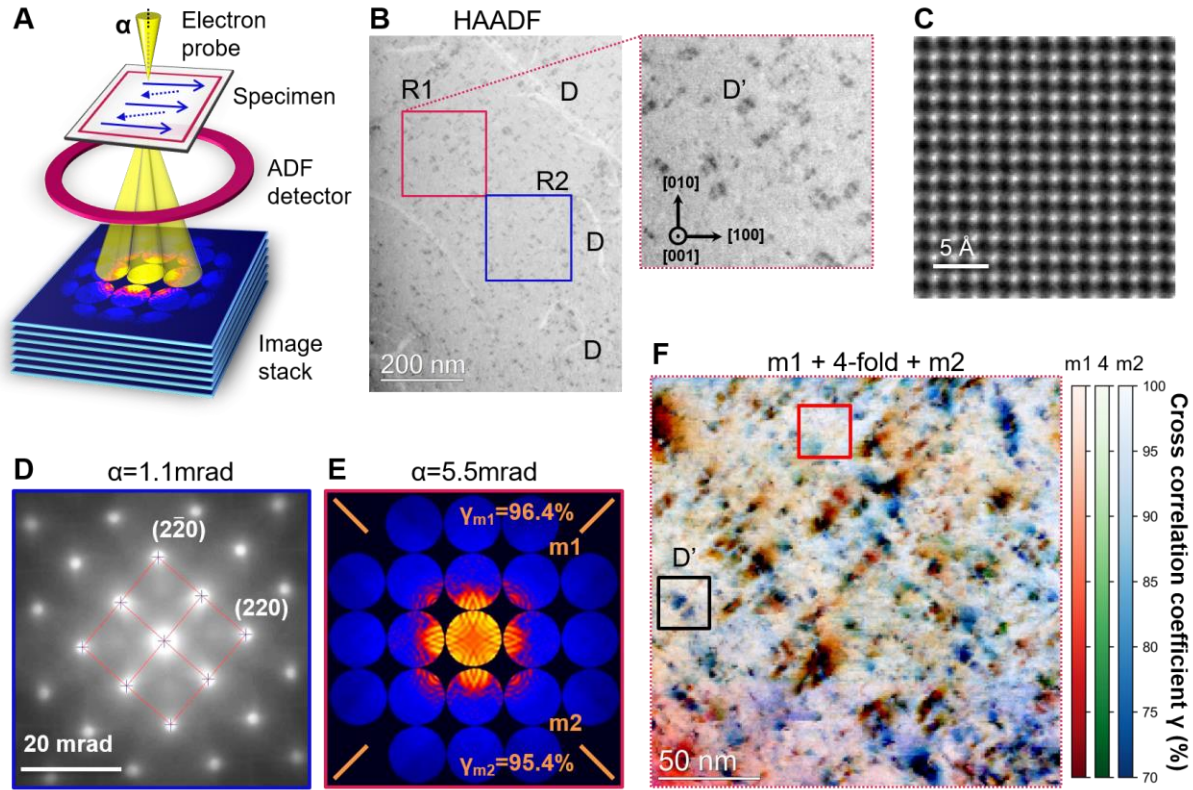 A
α
Electron
probe
Specimen
ADF
detector
Image
stack
B
HAADF
R1
R2
D
D
D
200 nm
D’
[010]
[100]
[001]
C
5 Å
D
α=1.1mrad
(22̄0)
(220)
20 mrad
E
α=5.5mrad
γm1=96.4%
m1
m2
γm2=95.4%
F
m1 + 4-fold + m2
D’
50 nm
m1 4 m2
100
95
90
85
80
75
70
Cross correlation coefficient γ (%)